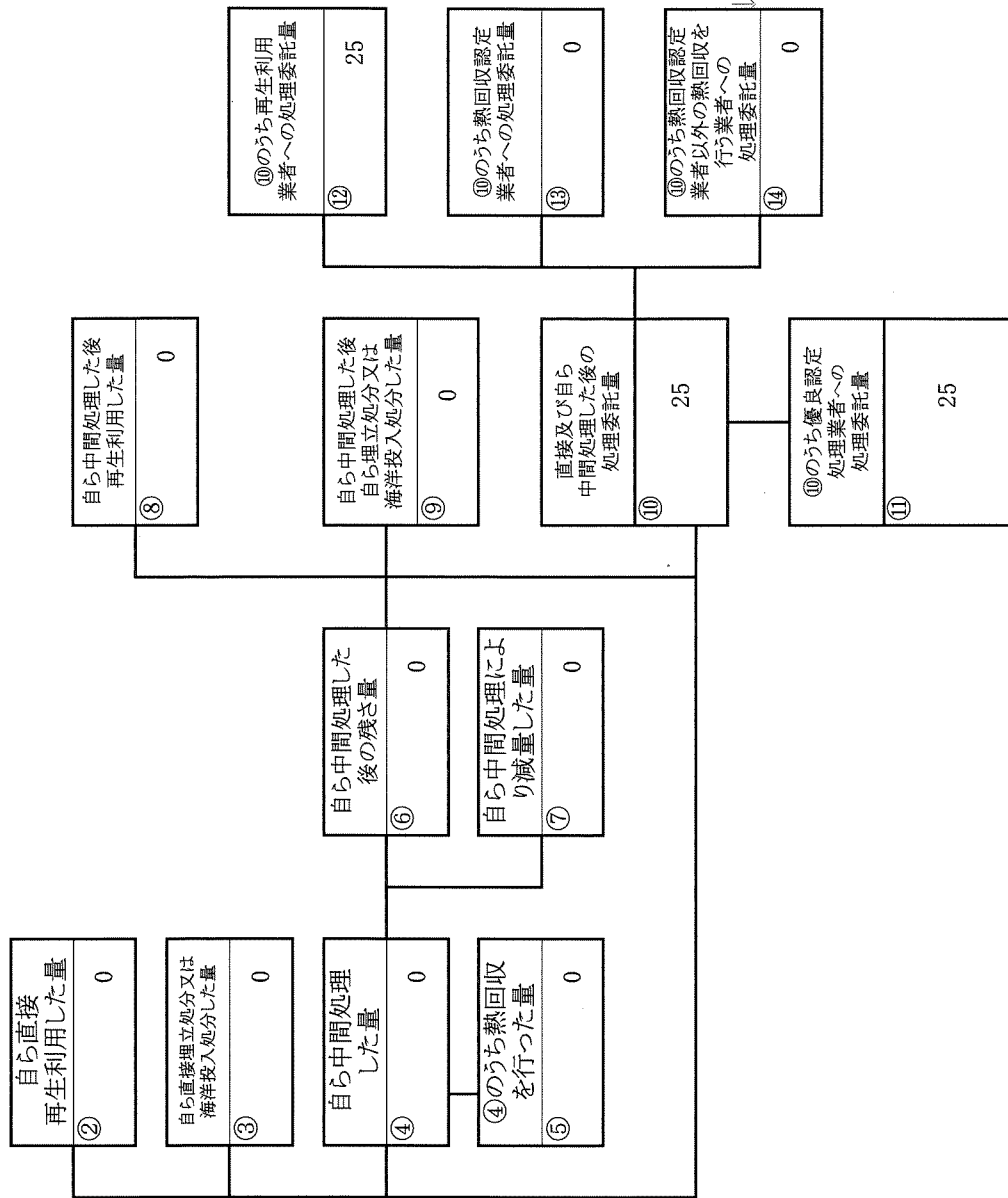 自ら直接
再生利用した量
②
0
自ら直接埋立処分又は
海洋投入処分した量
③
0
自ら中間処理
した量
④
0
④のうち熱回収
を行った量
⑤
0
自ら中間処理した
後の残さ量
⑥
0
自ら中間処理によ
り減量した量
⑦
0
自ら中間処理した後
再生利用した量
⑧
0
自ら中間処理した後
自ら埋立処分又は
海洋投入処分した量
⑨
0
直接及び自ら
中間処理した後の
処理委託量
⑩
25
⑩のうち優良認定
処理業者への
処理委託量
⑪
25
⑩のうち再生利用
業者への処理委託量
⑫
25
⑩のうち熱回収認定
業者への処理委託量
⑬
0
⑩のうち熱回収認定
業者以外の熱回収を
行う業者への
処理委託量
⑭
0